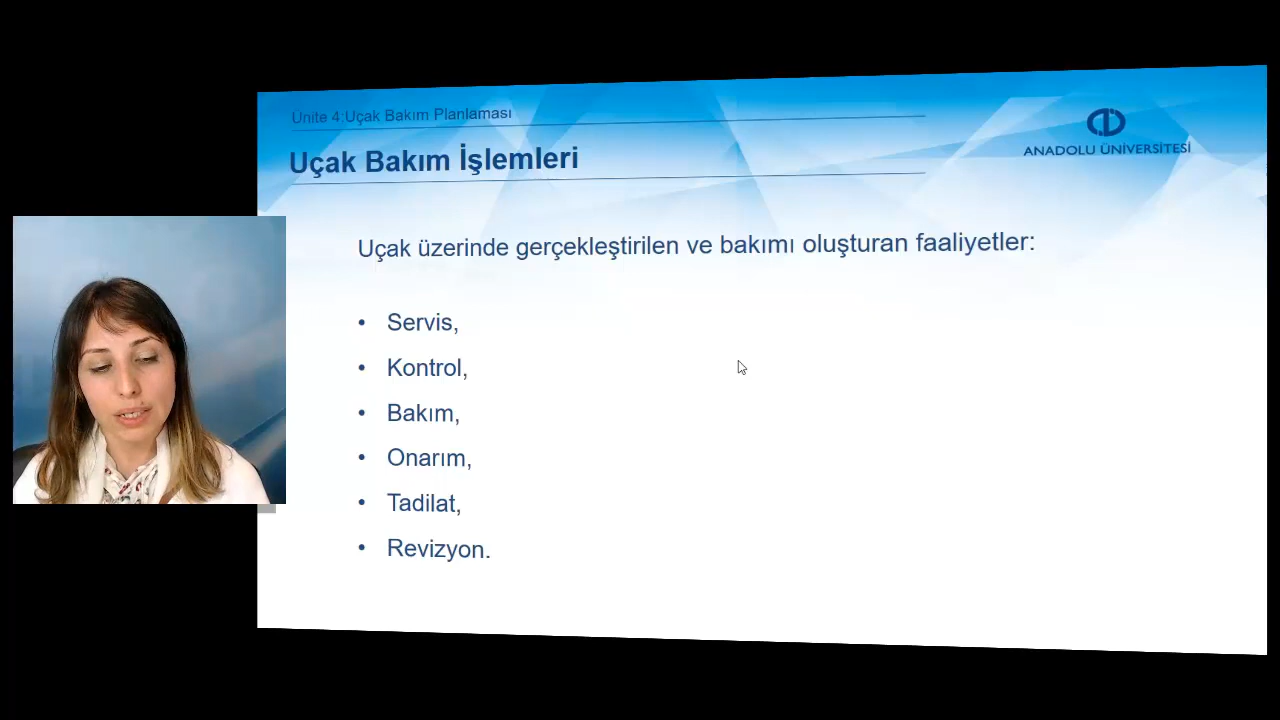 Ünite 4:Uçak Bakım Planlaması
Uçak Bakım İşlemleri
ANADOLU ÜNİVERSİTESİ
Uçak üzerinde gerçekleştirilen ve bakımı oluşturan faaliyetler:
• Servis,
• Kontrol,
• Bakım,
• Onarım,
• Tadilat,
• Revizyon.